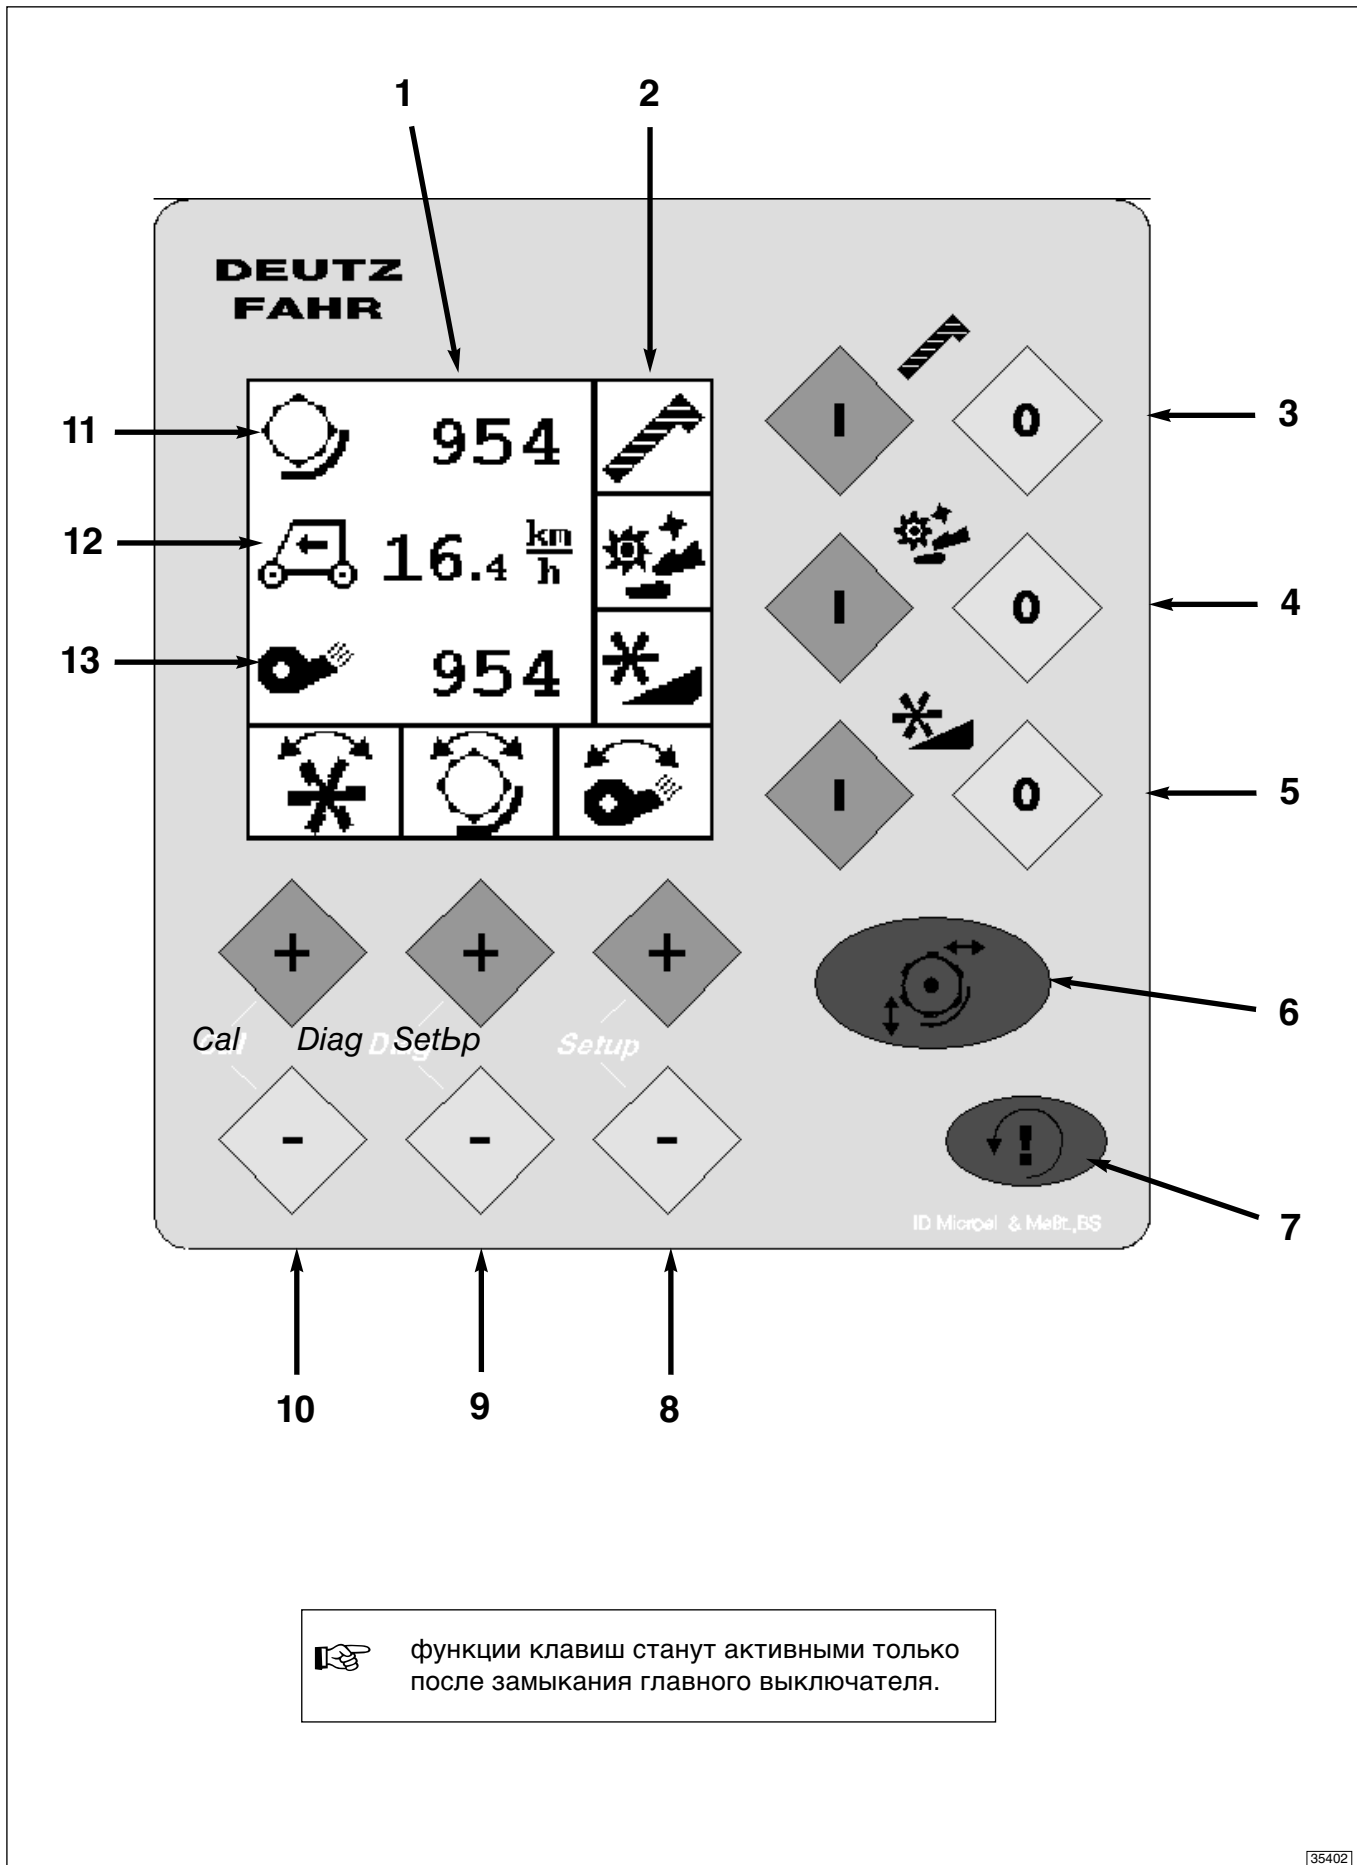 1 2
DEUTZ
FAHR
11 954 I 0 3
12 16.4 km/h I 0 4
13 954 I 0 5
+ + +
6
Cal Diag SetЬp
Cal Diag Setup
- - -
!
7
ID Microel & Meßt.,BS
10 9 8
функции клавиш станут активными только
после замыкания главного выключателя.
35402